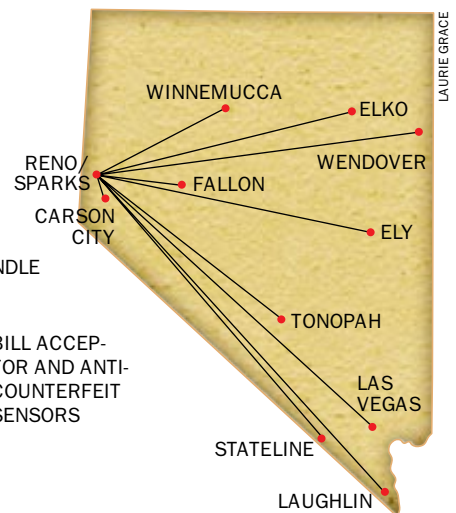 LAURIE GRACE
WINNEMUCCA
ELKO
WENDOVER
RENO/
SPARKS
FALLON
CARSON
CITY
ELY
NDLE
TONOPAH
BILL ACCEP-
TOR AND ANTI-
COUNTERFEIT
SENSORS
LAS
VEGAS
STATELINE
LAUGHLIN